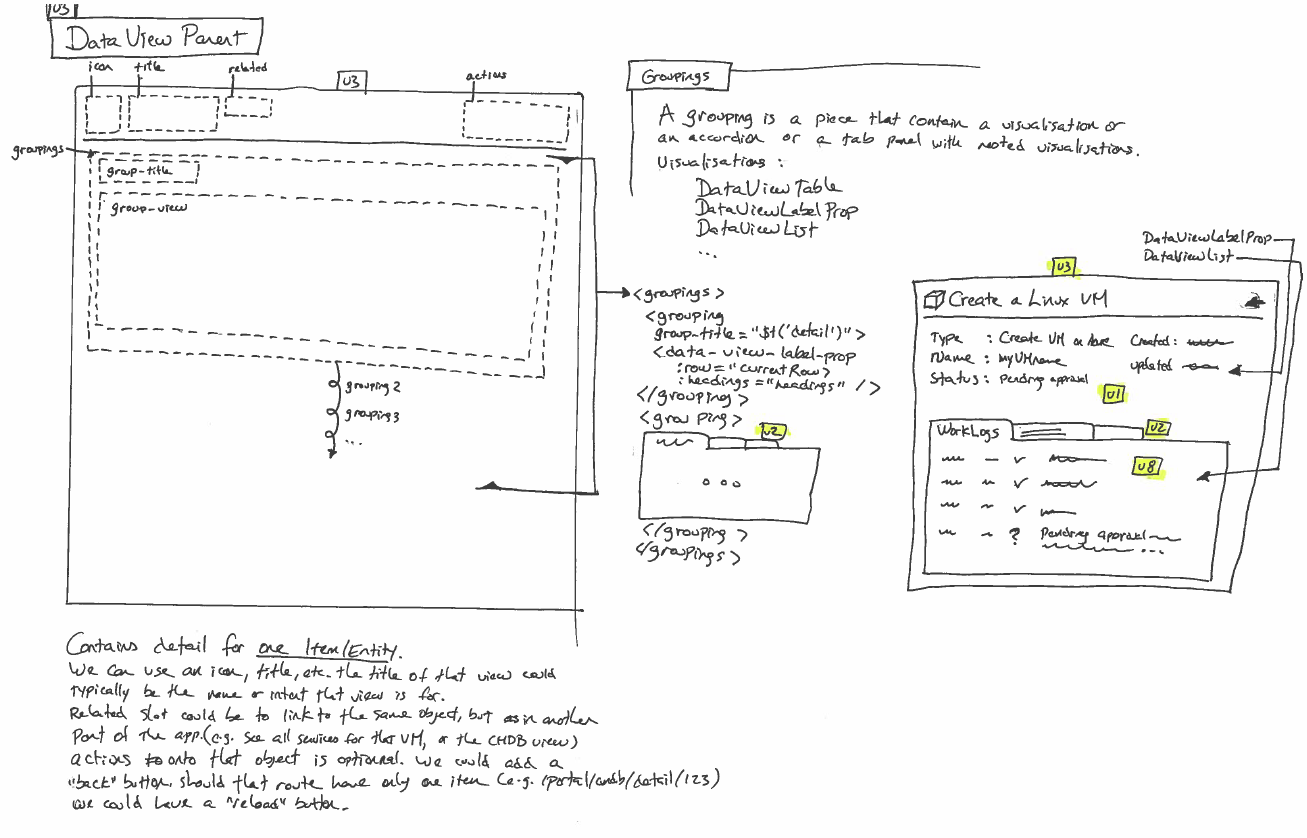 U3
Data View Parent
icon title related actions
U3
groupings
group-title
group-view
grouping 2
grouping 3
...
Contains detail for one Item/Entity.
We can use an icon, title, etc. the title of that view could
typically be the name or intent that view is for.
Related slot could be to link to the same object, but as in another
Part of the app. (e.g. see all services for that VM, or the CMDB view)
actions to onto that object is optional. We could add a
"back" button, should that route have only one item (e.g. /portal/cmdb/detail/123)
We could have a "reload" button.
Groupings
A grouping is a piece that contain a visualisation or
an accordion or a tab panel with nested visualisations.
Visualisations :
DataViewTable
DataViewLabelProp
DataViewList
...
<groupings>
<grouping
group-title = "$t('detail')">
<data-view-label-prop
:row="currentRow>
:headings="headings" />
</grouping>
<grouping>
U2
</grouping>
</groupings>
DataViewLabelProp
DataViewList
U3
Create a Linux VM
Type : Create VM on Created :
Name : myVMname updated
Status : Pending approval
U1
WorkLogs
U2
U8
? Pending approval
...